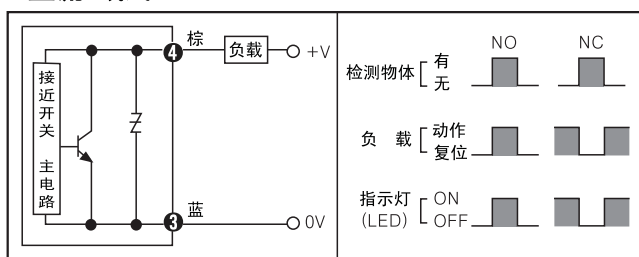 接近开关 主电路
4 棕
负载
+V
3 蓝
0V
NO NC
检测物体 有
无
负 载 动作
复位
指示灯 ON
(LED) OFF